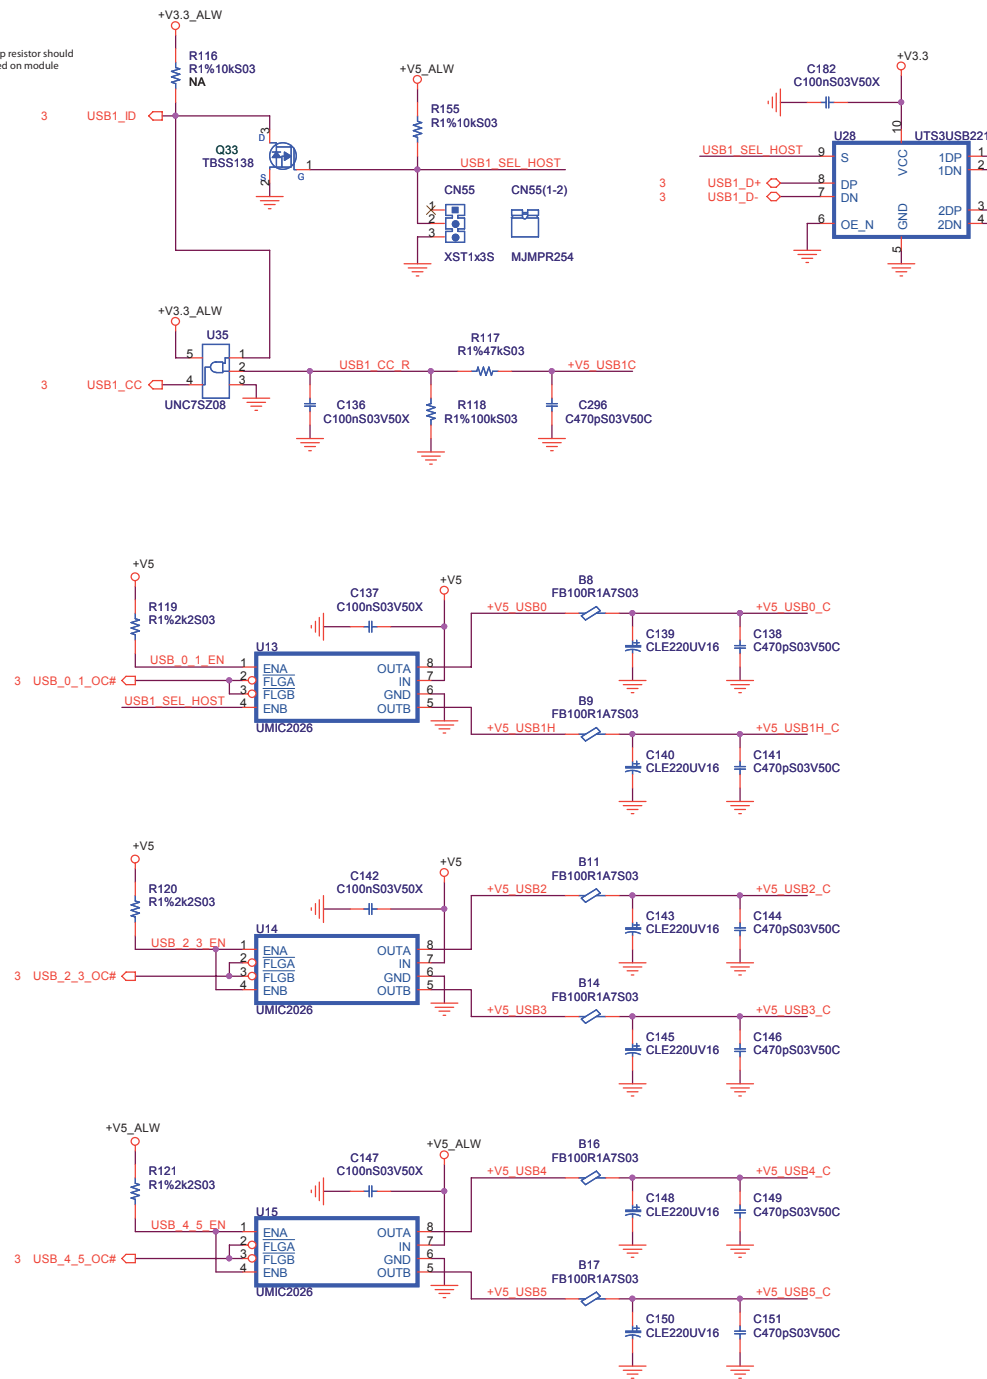 +V3.3_ALW
p resistor should
ed on module
R116
R1%10kS03
NA
3 USB1_ID
Q33
TBSS138
3
D
S
2
G
1
+V5_ALW
R155
R1%10kS03
USB1_SEL_HOST
CN55
CN55(1-2)
1
2
3
XST1x3S
MJMPR254
+V3.3
C182
C100nS03V50X
10
U28
UTS3USB221
USB1_SEL_HOST 9 S VCC 1DP 1
1DN 2
3 USB1_D+ 8 DP
3 USB1_D- 7 DN
2DP 3
6 OE_N GND 2DN 4
5
+V3.3_ALW
U35
5 1
2
3 USB1_CC 4 3
UNC7SZ08
USB1_CC_R
R117
R1%47kS03
+V5_USB1C
C136
C100nS03V50X
R118
R1%100kS03
C296
C470pS03V50C
+V5
R119
R1%2k2S03
C137
C100nS03V50X
+V5
U13
USB_0_1_EN 1 ENA OUTA 8
3 USB_0_1_OC# 2 FLGA IN 7
3 FLGB GND 6
USB1_SEL_HOST 4 ENB OUTB 5
UMIC2026
+V5_USB0
B8
FB100R1A7S03
+V5_USB0_C
C139
CLE220UV16
C138
C470pS03V50C
+V5_USB1H
B9
FB100R1A7S03
+V5_USB1H_C
C140
CLE220UV16
C141
C470pS03V50C
+V5
R120
R1%2k2S03
C142
C100nS03V50X
+V5
U14
USB_2_3_EN 1 ENA OUTA 8
2 FLGA IN 7
3 USB_2_3_OC# 3 FLGB GND 6
4 ENB OUTB 5
UMIC2026
+V5_USB2
B11
FB100R1A7S03
+V5_USB2_C
C143
CLE220UV16
C144
C470pS03V50C
+V5_USB3
B14
FB100R1A7S03
+V5_USB3_C
C145
CLE220UV16
C146
C470pS03V50C
+V5_ALW
R121
R1%2k2S03
C147
C100nS03V50X
+V5_ALW
U15
USB_4_5_EN 1 ENA OUTA 8
2 FLGA IN 7
3 USB_4_5_OC# 3 FLGB GND 6
4 ENB OUTB 5
UMIC2026
+V5_USB4
B16
FB100R1A7S03
+V5_USB4_C
C148
CLE220UV16
C149
C470pS03V50C
+V5_USB5
B17
FB100R1A7S03
+V5_USB5_C
C150
CLE220UV16
C151
C470pS03V50C